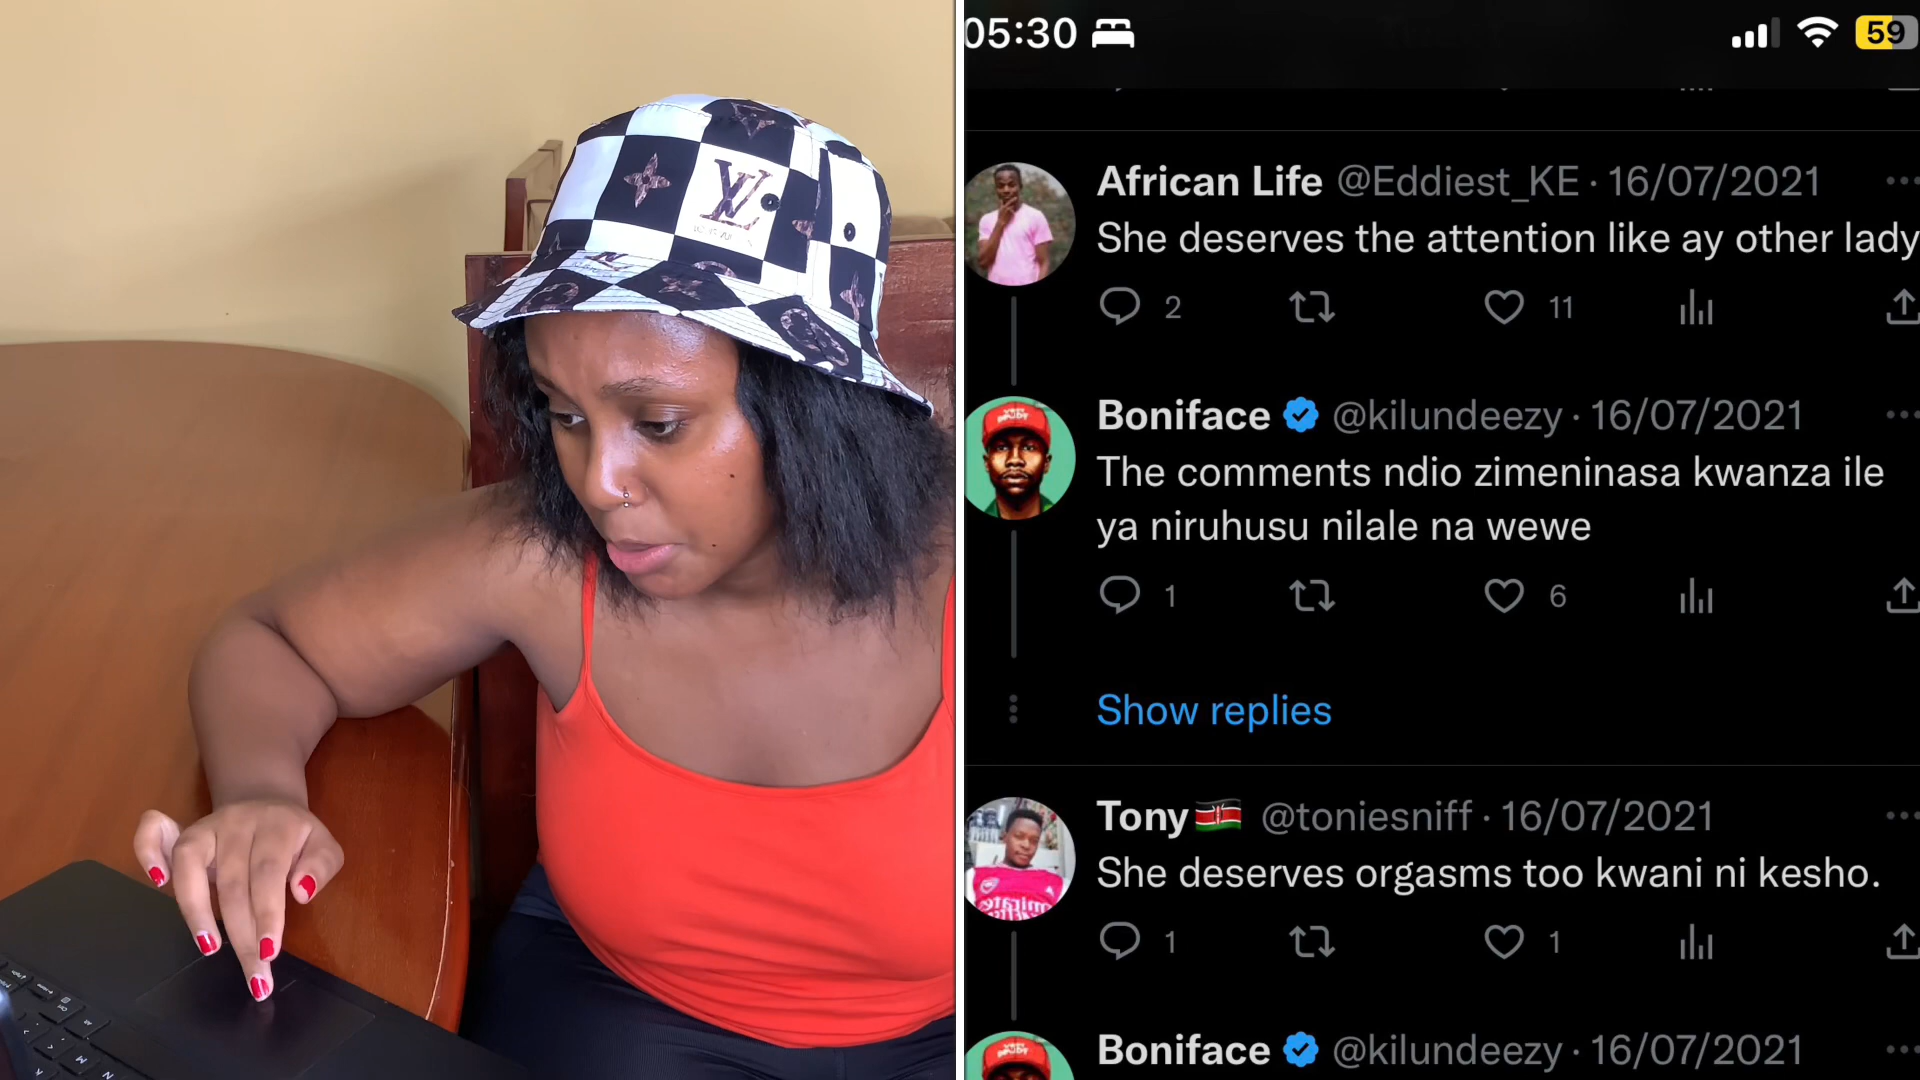 05:30
59
African Life @Eddiest_KE · 16/07/2021
She deserves the attention like ay other lady
2 11
Boniface @kilundeezy · 16/07/2021
The comments ndio zimeninasa kwanza ile
ya niruhusu nilale na wewe
1 6
Show replies
Tony @toniesniff · 16/07/2021
She deserves orgasms too kwani ni kesho.
1 1
Boniface @kilundeezy · 16/07/2021
LV